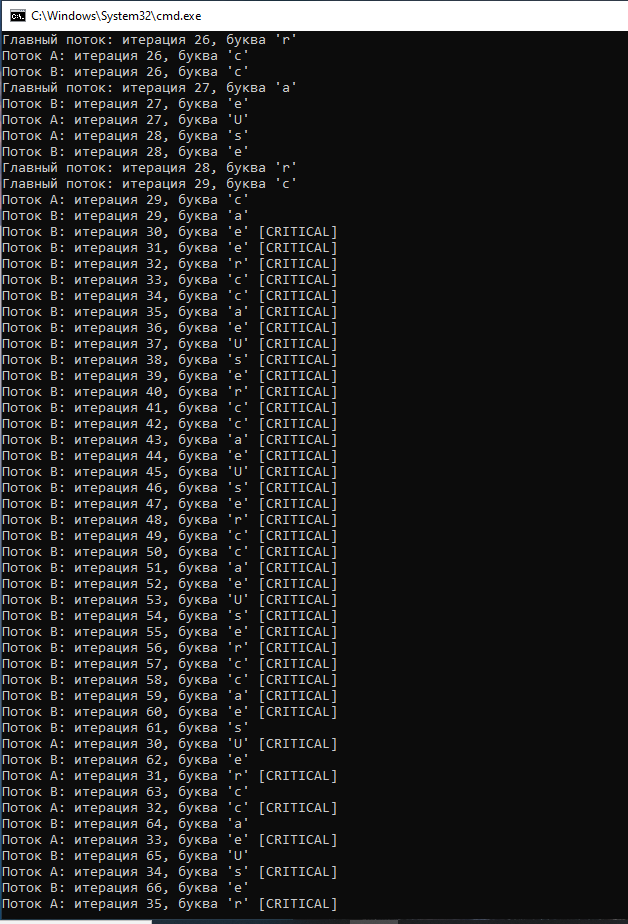 C:\Windows\System32\cmd.exe
Главный поток: итерация 26, буква 'r'
Поток A: итерация 26, буква 'c'
Поток B: итерация 26, буква 'c'
Главный поток: итерация 27, буква 'a'
Поток B: итерация 27, буква 'e'
Поток A: итерация 27, буква 'U'
Поток A: итерация 28, буква 's'
Поток B: итерация 28, буква 'e'
Главный поток: итерация 28, буква 'r'
Главный поток: итерация 29, буква 'c'
Поток A: итерация 29, буква 'c'
Поток B: итерация 29, буква 'a'
Поток B: итерация 30, буква 'e' [CRITICAL]
Поток B: итерация 31, буква 'e' [CRITICAL]
Поток B: итерация 32, буква 'r' [CRITICAL]
Поток B: итерация 33, буква 'c' [CRITICAL]
Поток B: итерация 34, буква 'c' [CRITICAL]
Поток B: итерация 35, буква 'a' [CRITICAL]
Поток B: итерация 36, буква 'e' [CRITICAL]
Поток B: итерация 37, буква 'U' [CRITICAL]
Поток B: итерация 38, буква 's' [CRITICAL]
Поток B: итерация 39, буква 'e' [CRITICAL]
Поток B: итерация 40, буква 'r' [CRITICAL]
Поток B: итерация 41, буква 'c' [CRITICAL]
Поток B: итерация 42, буква 'c' [CRITICAL]
Поток B: итерация 43, буква 'a' [CRITICAL]
Поток B: итерация 44, буква 'e' [CRITICAL]
Поток B: итерация 45, буква 'U' [CRITICAL]
Поток B: итерация 46, буква 's' [CRITICAL]
Поток B: итерация 47, буква 'e' [CRITICAL]
Поток B: итерация 48, буква 'r' [CRITICAL]
Поток B: итерация 49, буква 'c' [CRITICAL]
Поток B: итерация 50, буква 'c' [CRITICAL]
Поток B: итерация 51, буква 'a' [CRITICAL]
Поток B: итерация 52, буква 'e' [CRITICAL]
Поток B: итерация 53, буква 'U' [CRITICAL]
Поток B: итерация 54, буква 's' [CRITICAL]
Поток B: итерация 55, буква 'e' [CRITICAL]
Поток B: итерация 56, буква 'r' [CRITICAL]
Поток B: итерация 57, буква 'c' [CRITICAL]
Поток B: итерация 58, буква 'c' [CRITICAL]
Поток B: итерация 59, буква 'a' [CRITICAL]
Поток B: итерация 60, буква 'e' [CRITICAL]
Поток B: итерация 61, буква 's'
Поток A: итерация 30, буква 'U' [CRITICAL]
Поток B: итерация 62, буква 'e'
Поток A: итерация 31, буква 'r' [CRITICAL]
Поток B: итерация 63, буква 'c'
Поток A: итерация 32, буква 'c' [CRITICAL]
Поток B: итерация 64, буква 'a'
Поток A: итерация 33, буква 'e' [CRITICAL]
Поток B: итерация 65, буква 'U'
Поток A: итерация 34, буква 's' [CRITICAL]
Поток B: итерация 66, буква 'e'
Поток A: итерация 35, буква 'r' [CRITICAL]